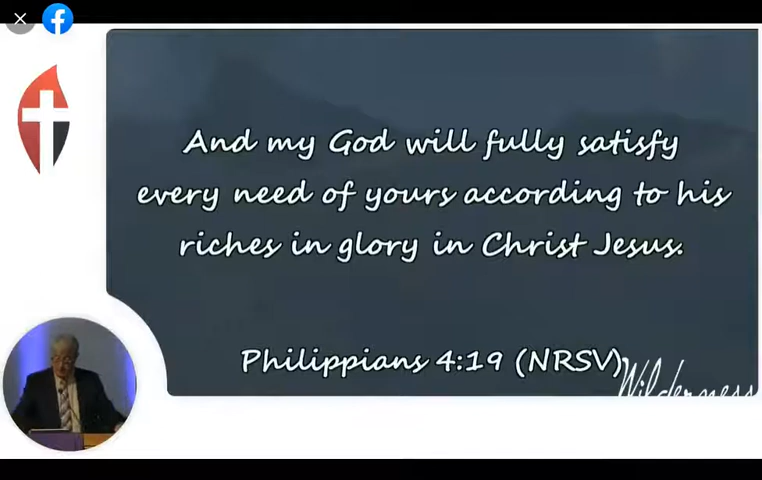 And my God will fully satisfy
every need of yours according to his
riches in glory in Christ Jesus.
Philippians 4:19 (NRSV)
Wilderness